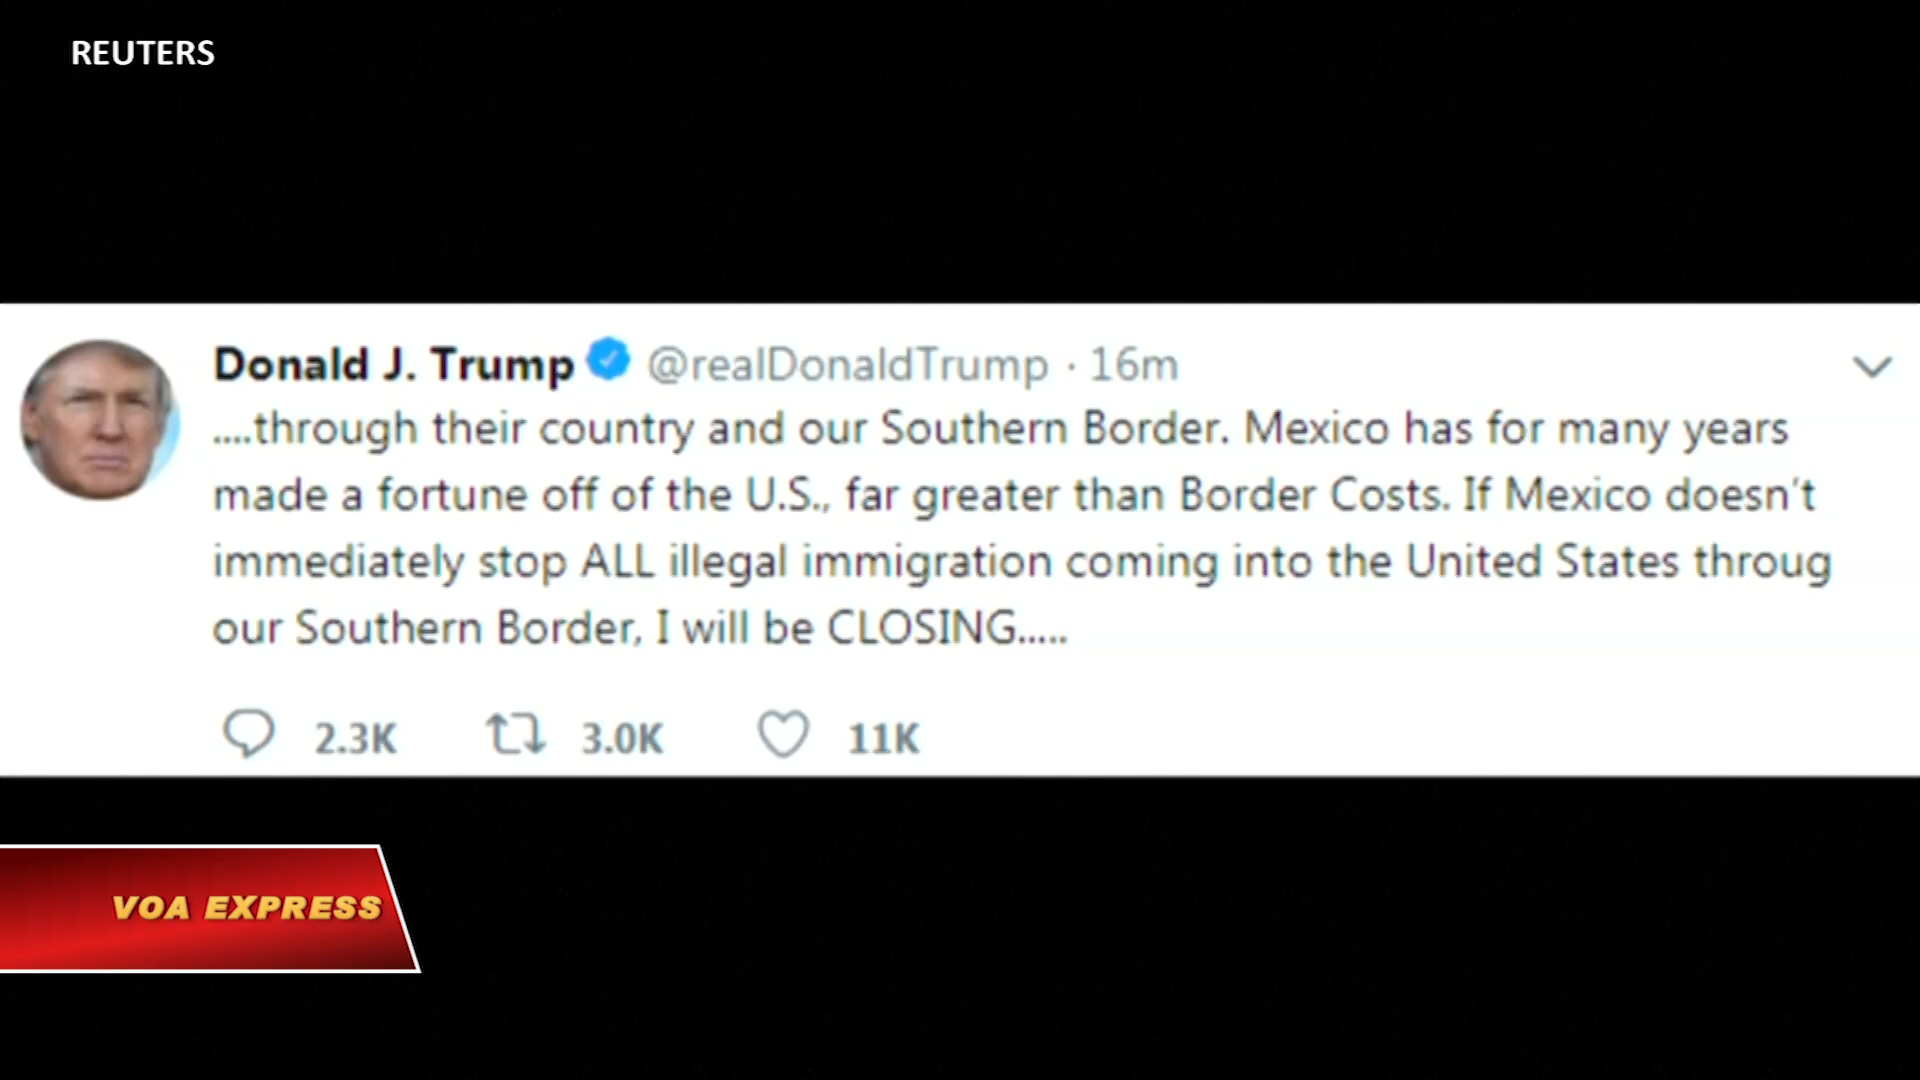 REUTERS
Donald J. Trump @realDonaldTrump · 16m
....through their country and our Southern Border. Mexico has for many years
made a fortune off of the U.S., far greater than Border Costs. If Mexico doesn't
immediately stop ALL illegal immigration coming into the United States throug
our Southern Border, I will be CLOSING.....
2.3K 3.0K 11K
VOA EXPRESS